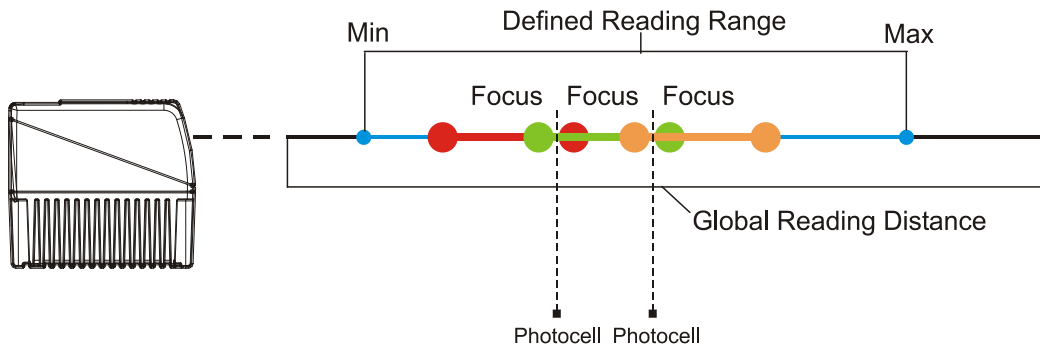 Defined Reading Range
Min
Max
Focus Focus Focus
Global Reading Distance
Photocell Photocell